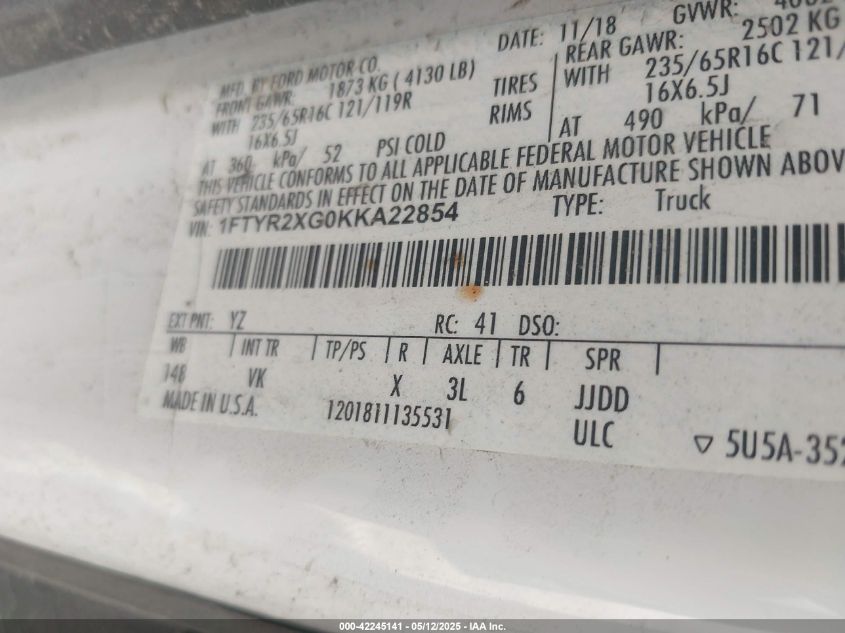 MFD. BY FORD MOTOR CO. DATE: 11/18 GVWR:
FRONT GAWR: 1873 KG ( 4130 LB) REAR GAWR: 2502 KG
WITH 235/65R16C 121/119R TIRES WITH 235/65R16C 121/
16X6.5J RIMS 16X6.5J
AT 360 kPa/ 52 PSI COLD AT 490 kPa/ 71
THIS VEHICLE CONFORMS TO ALL APPLICABLE FEDERAL MOTOR VEHICLE
SAFETY STANDARDS IN EFFECT ON THE DATE OF MANUFACTURE SHOWN ABOV
VIN: 1FTYR2XG0KKA22854 TYPE: Truck
EXT PNT: YZ RC: 41 DSO:
WB INT TR TP/PS R AXLE TR SPR
148 VK X 3L 6 JJDD
MADE IN U.S.A. 1201811135531 ULC ▽ 5U5A-352
000-42245141 - 05/12/2025 - IAA Inc.